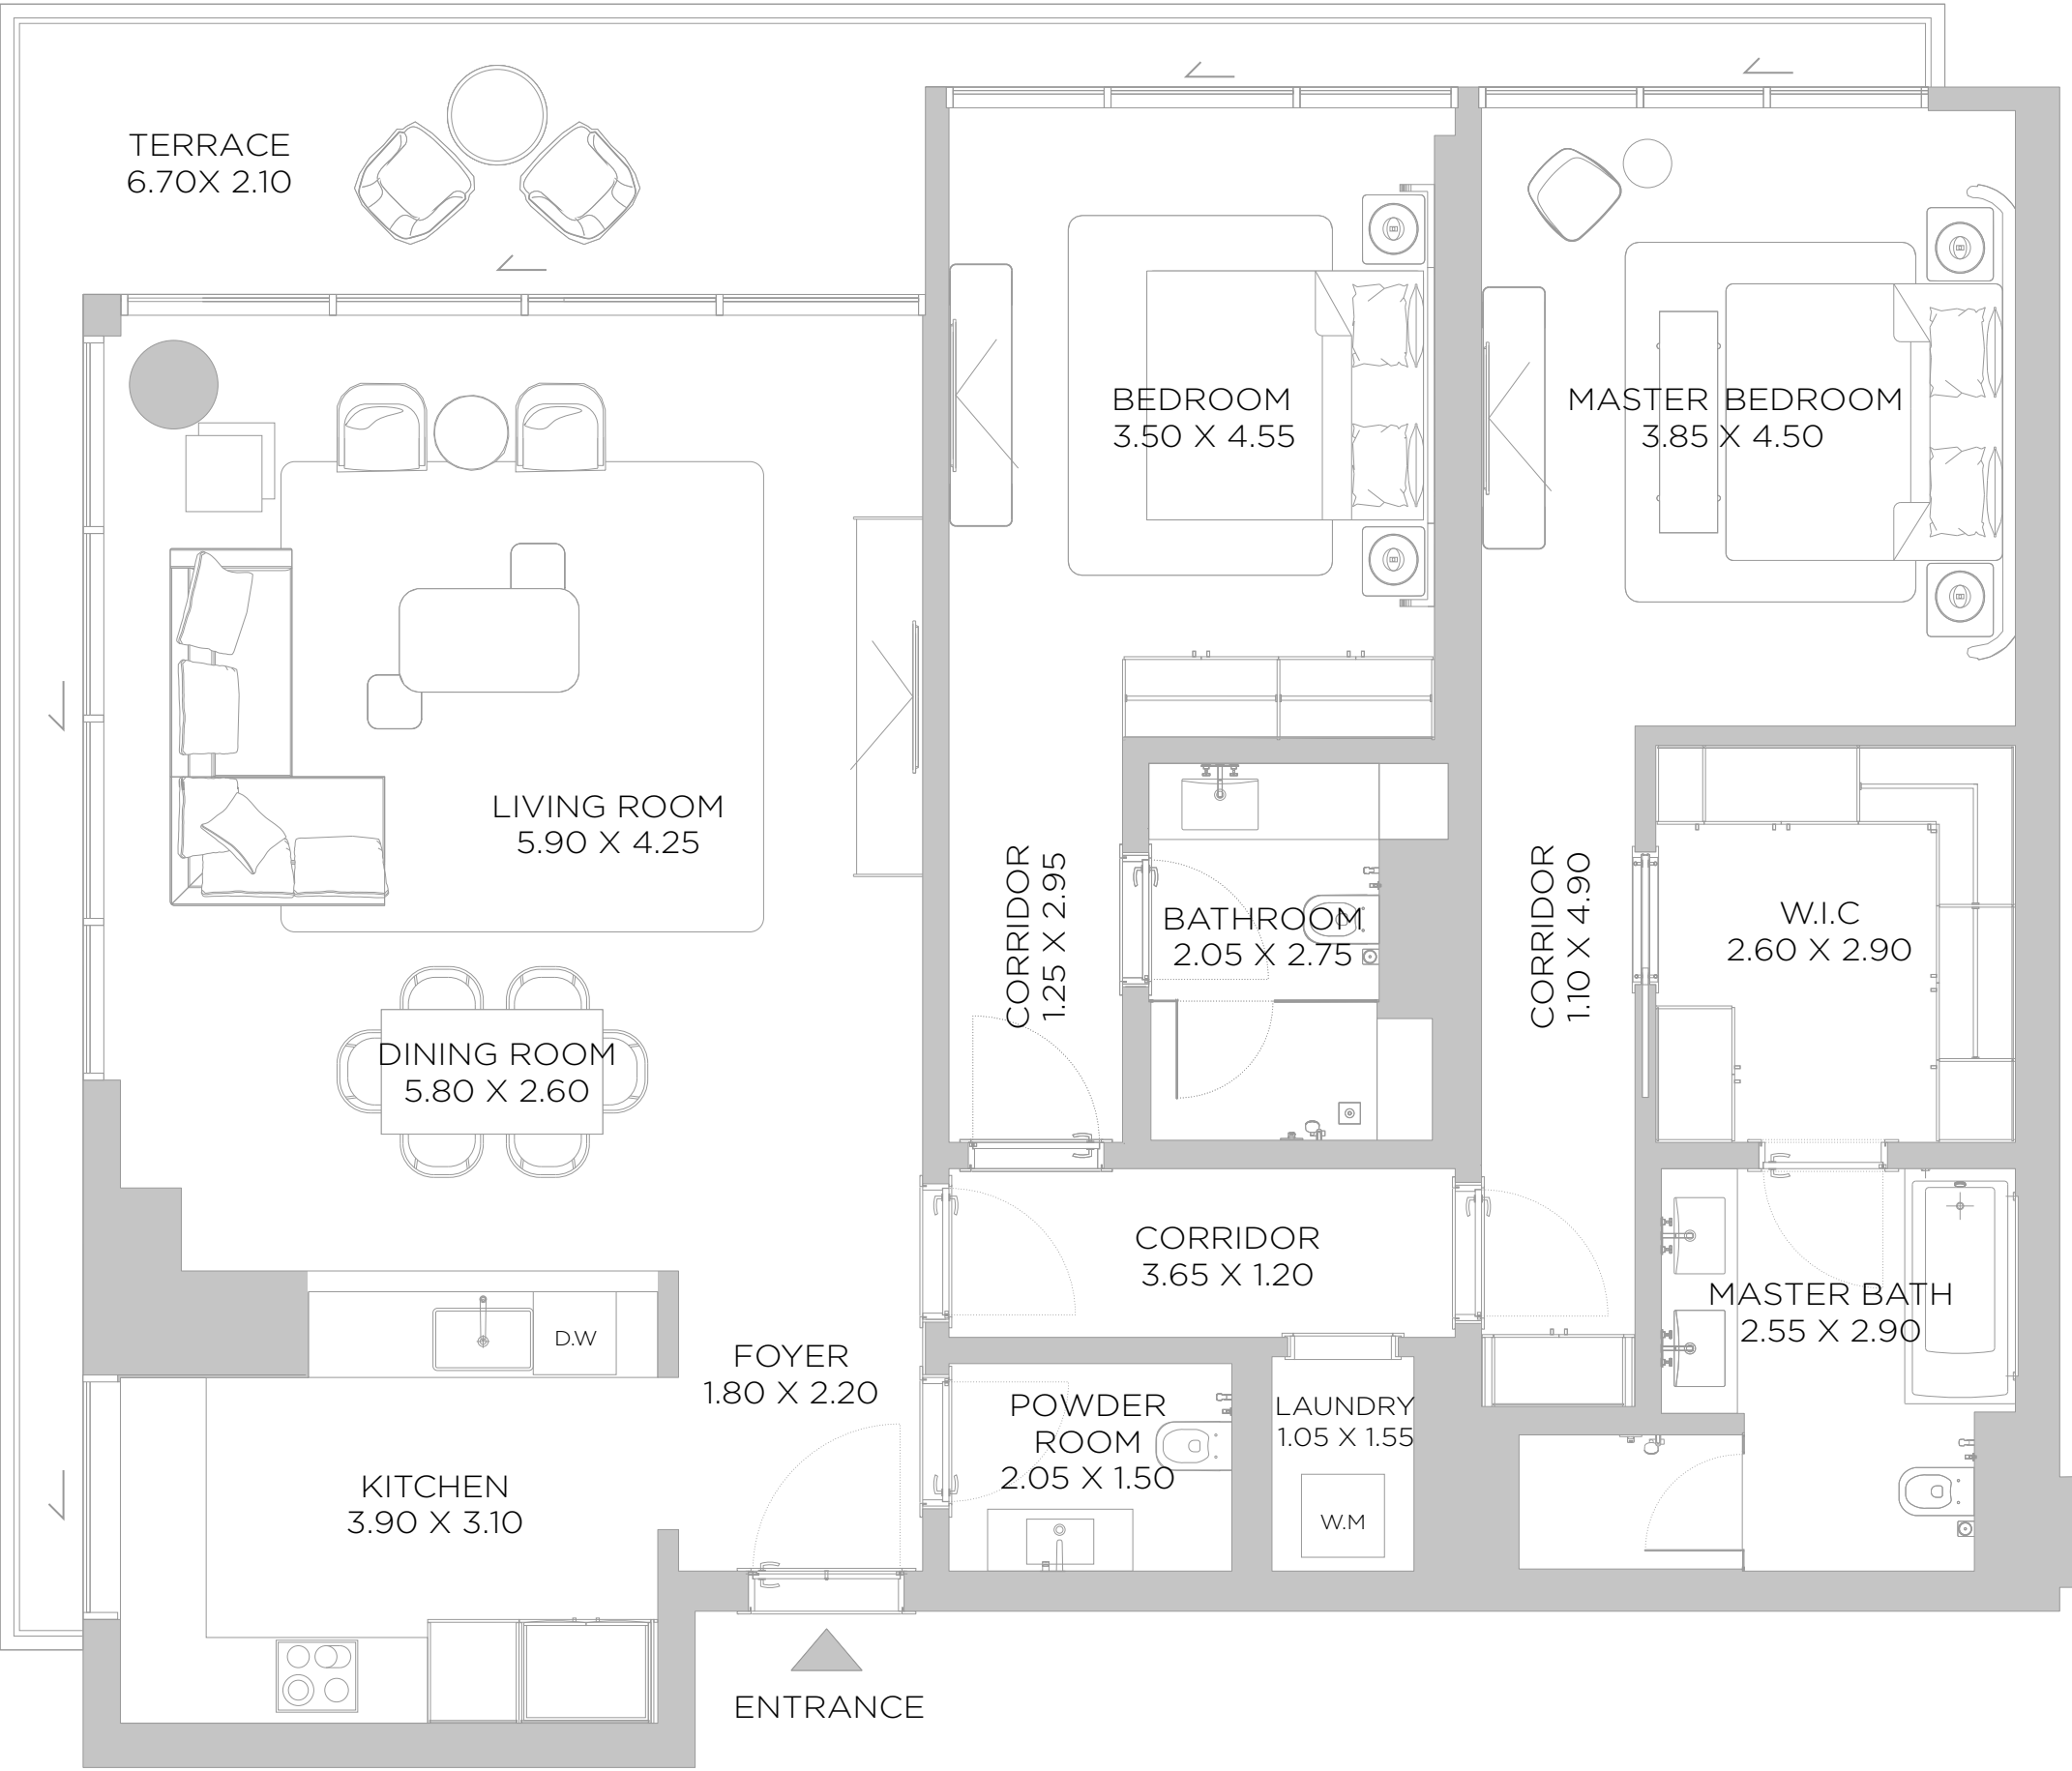 TERRACE
6.70X 2.10
BEDROOM
3.50 X 4.55
MASTER BEDROOM
3.85 X 4.50
LIVING ROOM
5.90 X 4.25
CORRIDOR
1.25 X 2.95
BATHROOM
2.05 X 2.75
CORRIDOR
1.10 X 4.90
W.I.C
2.60 X 2.90
DINING ROOM
5.80 X 2.60
CORRIDOR
3.65 X 1.20
MASTER BATH
2.55 X 2.90
D.W
FOYER
1.80 X 2.20
POWDER
ROOM
2.05 X 1.50
LAUNDRY
1.05 X 1.55
KITCHEN
3.90 X 3.10
W.M
ENTRANCE